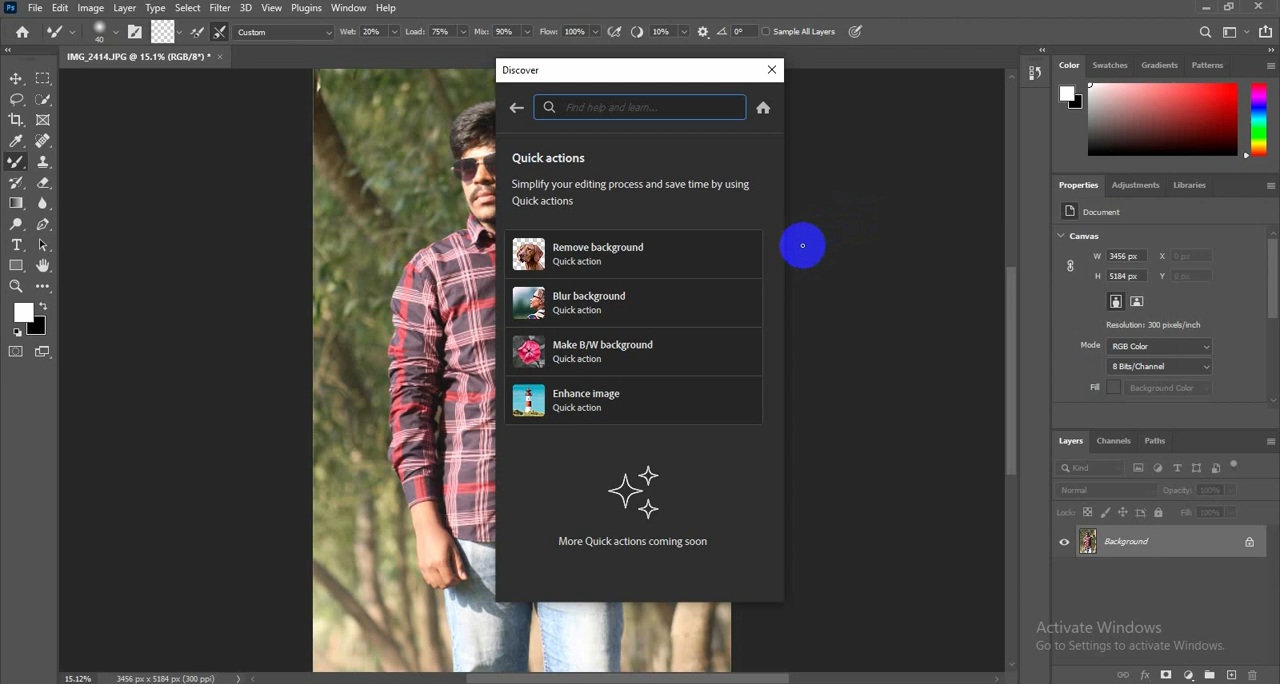 Ps File Edit Image Layer Type Select Filter 3D View Plugins Window Help
40 Custom Wet: 20% Load: 75% Mix: 90% Flow: 100% 10% 0° Sample All Layers
IMG_2414.JPG @ 15.1% (RGB/8*) * ×
Discover
Find help and learn...
Quick actions
Simplify your editing process and save time by using
Quick actions
Remove background
Quick action
Blur background
Quick action
Make B/W background
Quick action
Enhance image
Quick action
More Quick actions coming soon
Color Swatches Gradients Patterns
Properties Adjustments Libraries
Document
Canvas
W 3456 px X 0 px
H 5184 px Y 0 px
Resolution: 300 pixels/inch
Mode RGB Color
8 Bits/Channel
Fill Background Color
Layers Channels Paths
Kind
Normal Opacity: 100%
Lock: Fill: 100%
Background
Activate Windows
Go to Settings to activate Windows.
15.12% 3456 px x 5184 px (300 ppi)